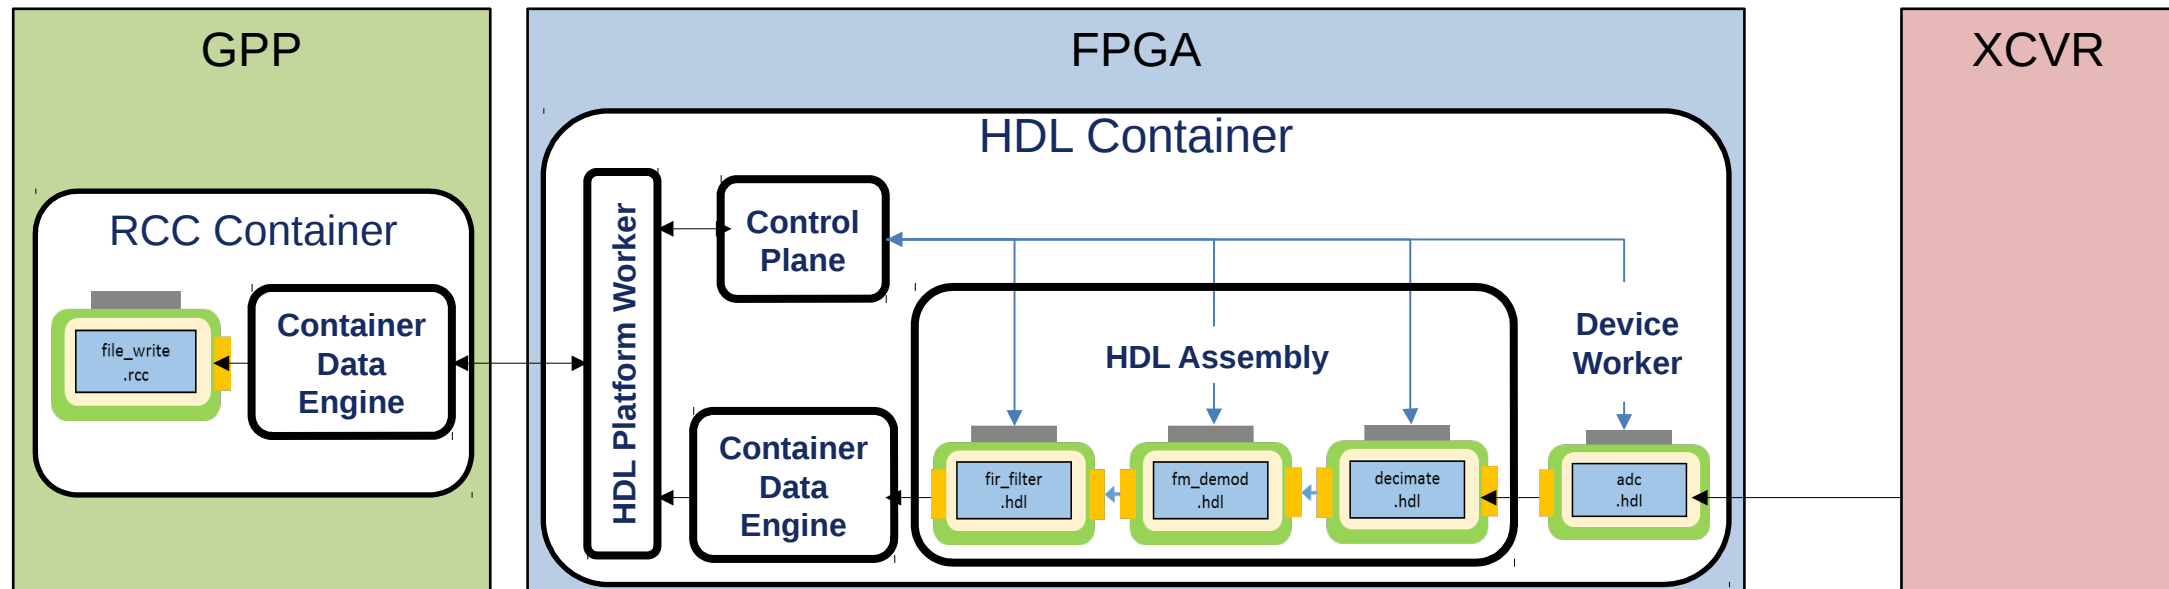 GPP
RCC Container
file_write
.rcc
Container
Data
Engine
FPGA
HDL Container
HDL Platform Worker
Control
Plane
Container
Data
Engine
HDL Assembly
fir_filter
.hdl
fm_demod
.hdl
decimate
.hdl
Device
Worker
adc
.hdl
XCVR